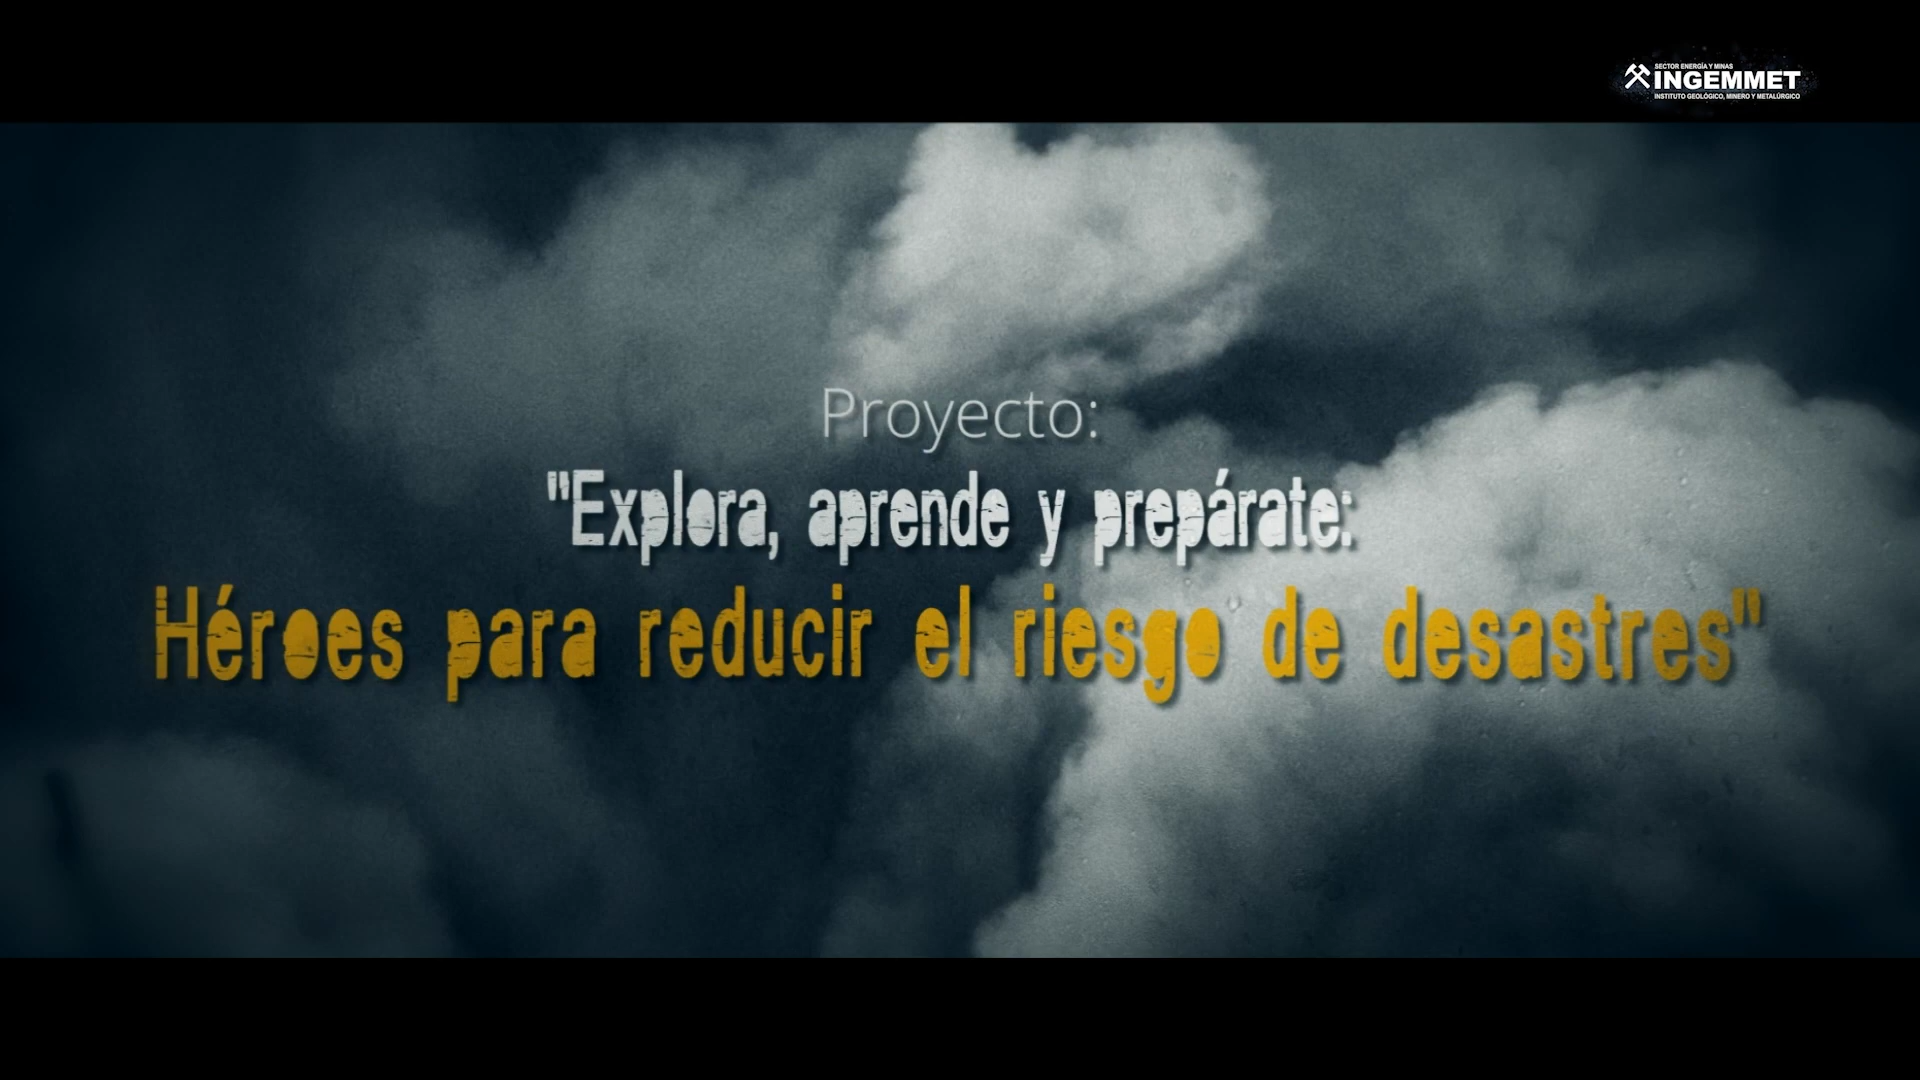 SECTOR ENERGÍA Y MINAS
INGEMMET
INSTITUTO GEOLÓGICO, MINERO Y METALÚRGICO
Proyecto:
"Explora, aprende y prepárate:
Héroes para reducir el riesgo de desastres"